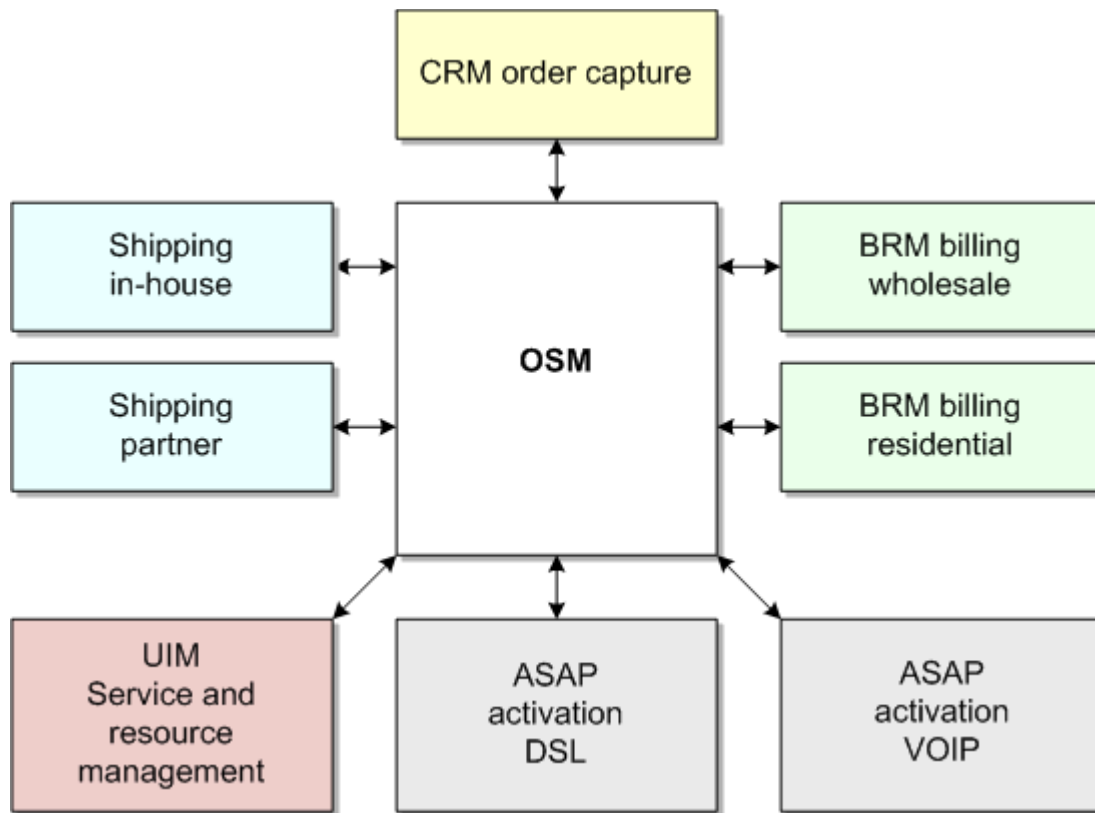 CRM order capture
Shipping
in-house
OSM
BRM billing
wholesale
Shipping
partner
BRM billing
residential
UIM
Service and
resource
management
ASAP
activation
DSL
ASAP
activation
VOIP